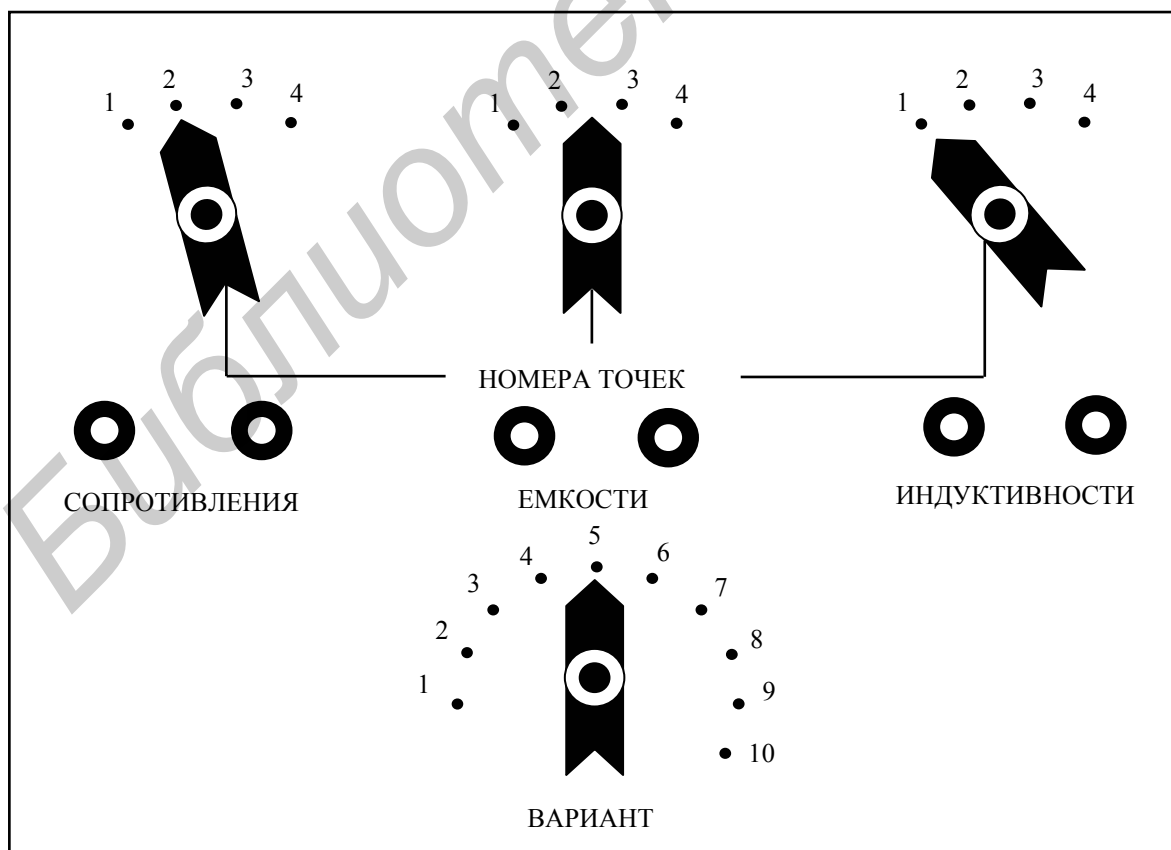 1 2 3 4
1 2 3 4
1 2 3 4
НОМЕРА ТОЧЕК
СОПРОТИВЛЕНИЯ
ЕМКОСТИ
ИНДУКТИВНОСТИ
1 2 3 4 5 6 7 8 9 10
ВАРИАНТ